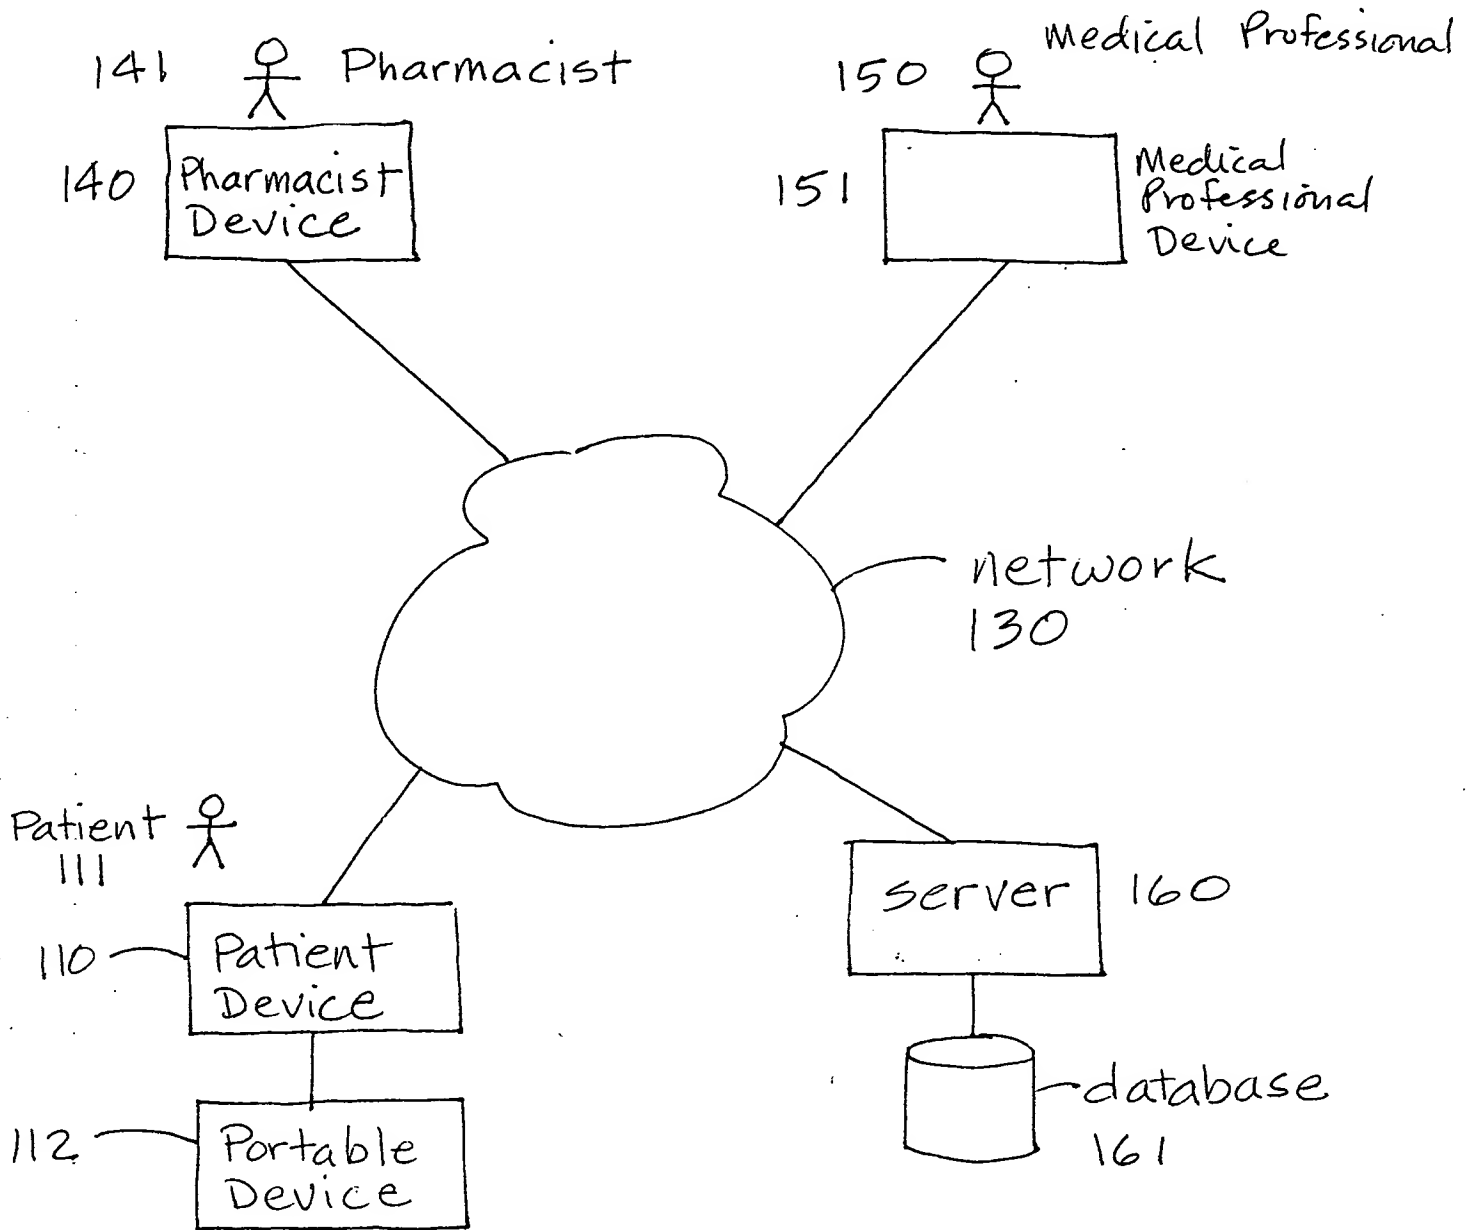 141 Pharmacist
140 Pharmacist
Device
Medical Professional
150
151 Medical
Professional
Device
network
130
Patient
111
110 Patient
Device
112 Portable
Device
server 160
database
161